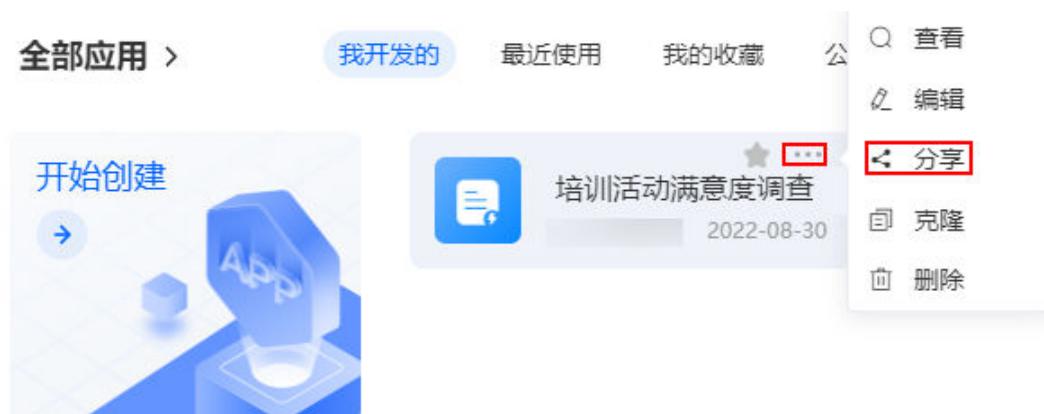 全部应用 >
我开发的
最近使用
我的收藏
公
开始创建
APP
培训活动满意度调查
2022-08-30
查看
编辑
分享
克隆
删除